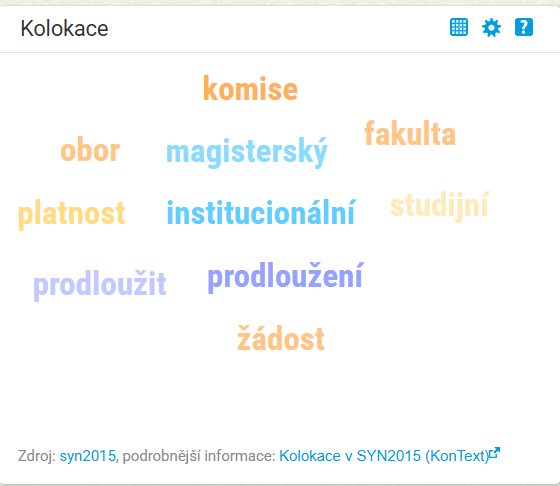 Kolokace
komise
fakulta
obor magisterský
studijní
platnost institucionální
prodloužit prodloužení
žádost
Zdroj: syn2015, podrobnější informace: Kolokace v SYN2015 (KonText)